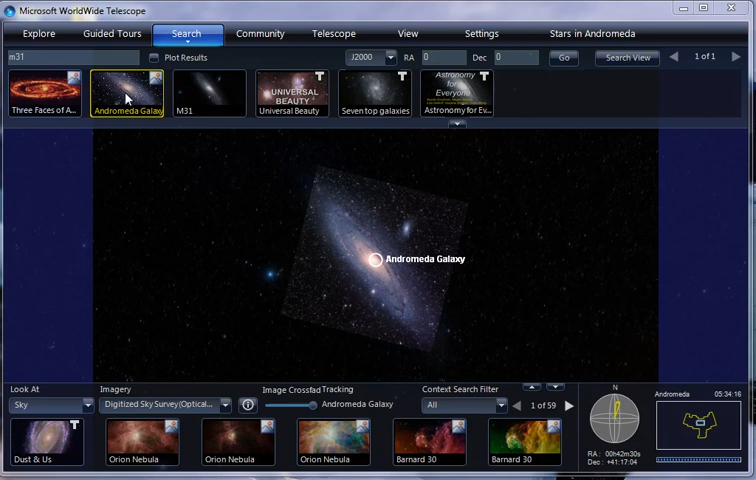 Microsoft WorldWide Telescope
Explore Guided Tours Search Community Telescope View Settings Stars in Andromeda
m31 Plot Results J2000 RA 0 Dec 0 Go Search View 1 of 1
UNIVERSAL
BEAUTY
Astronomy
for
Everyone
Three Faces of A... Andromeda Galaxy M31 Universal Beauty Seven top galaxies Astronomy for Ev...
Andromeda Galaxy
Look At Imagery Image Crossfad Tracking Context Search Filter
Sky Digitized Sky Survey (Optical... Andromeda Galaxy All 1 of 59
N
Andromeda 05:34:16
RA : 00h42m30s
Dec : +41:17:04
Dust & Us Orion Nebula Orion Nebula Orion Nebula Barnard 30 Barnard 30